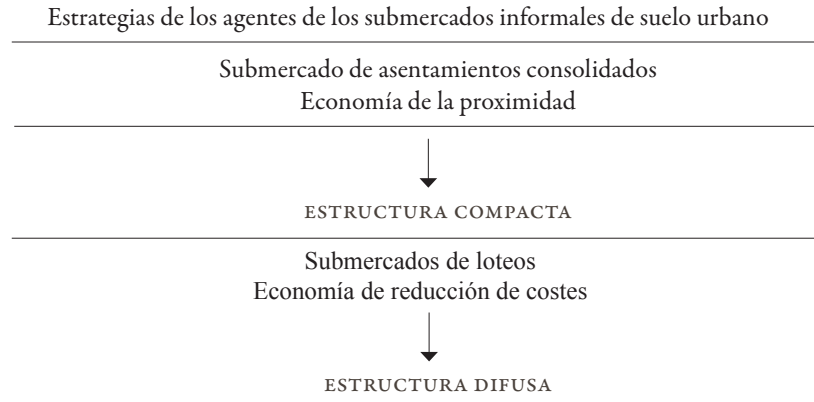 Estrategias de los agentes de los submercados informales de suelo urbano
Submercado de asentamientos consolidados
Economía de la proximidad
ESTRUCTURA COMPACTA
Submercados de loteos
Economía de reducción de costes
ESTRUCTURA DIFUSA